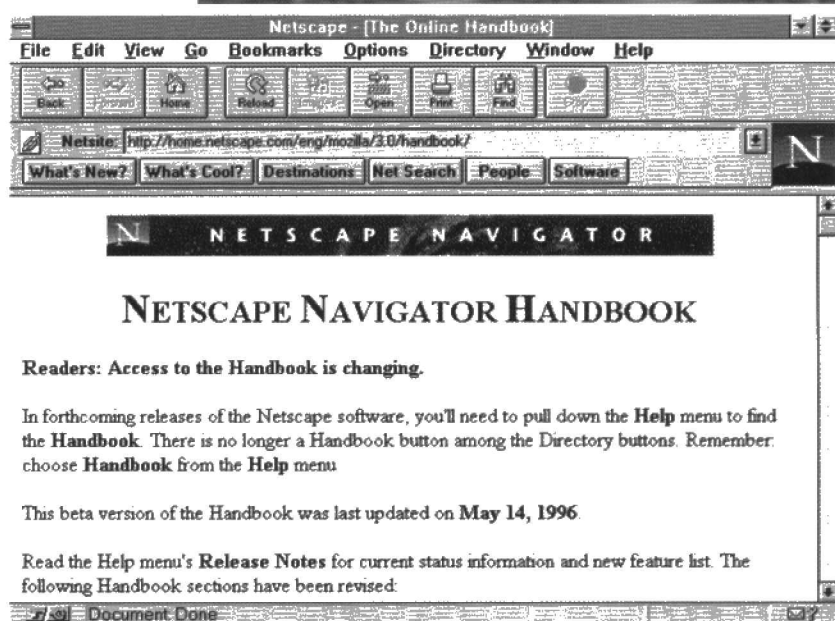 Netscape - [The Online Handbook]
File Edit View Go Bookmarks Options Directory Window Help
Back Forward Home Reload Images Open Print Find Stop
Netsite: http://home.netscape.com/eng/mozilla/3.0/handbook/
N
What's New? What's Cool? Destinations Net Search People Software
N NETSCAPE NAVIGATOR
NETSCAPE NAVIGATOR HANDBOOK
Readers: Access to the Handbook is changing.
In forthcoming releases of the Netscape software, you'll need to pull down the Help menu to find
the Handbook. There is no longer a Handbook button among the Directory buttons. Remember:
choose Handbook from the Help menu
This beta version of the Handbook was last updated on May 14, 1996.
Read the Help menu's Release Notes for current status information and new feature list. The
following Handbook sections have been revised:
Document Done
?